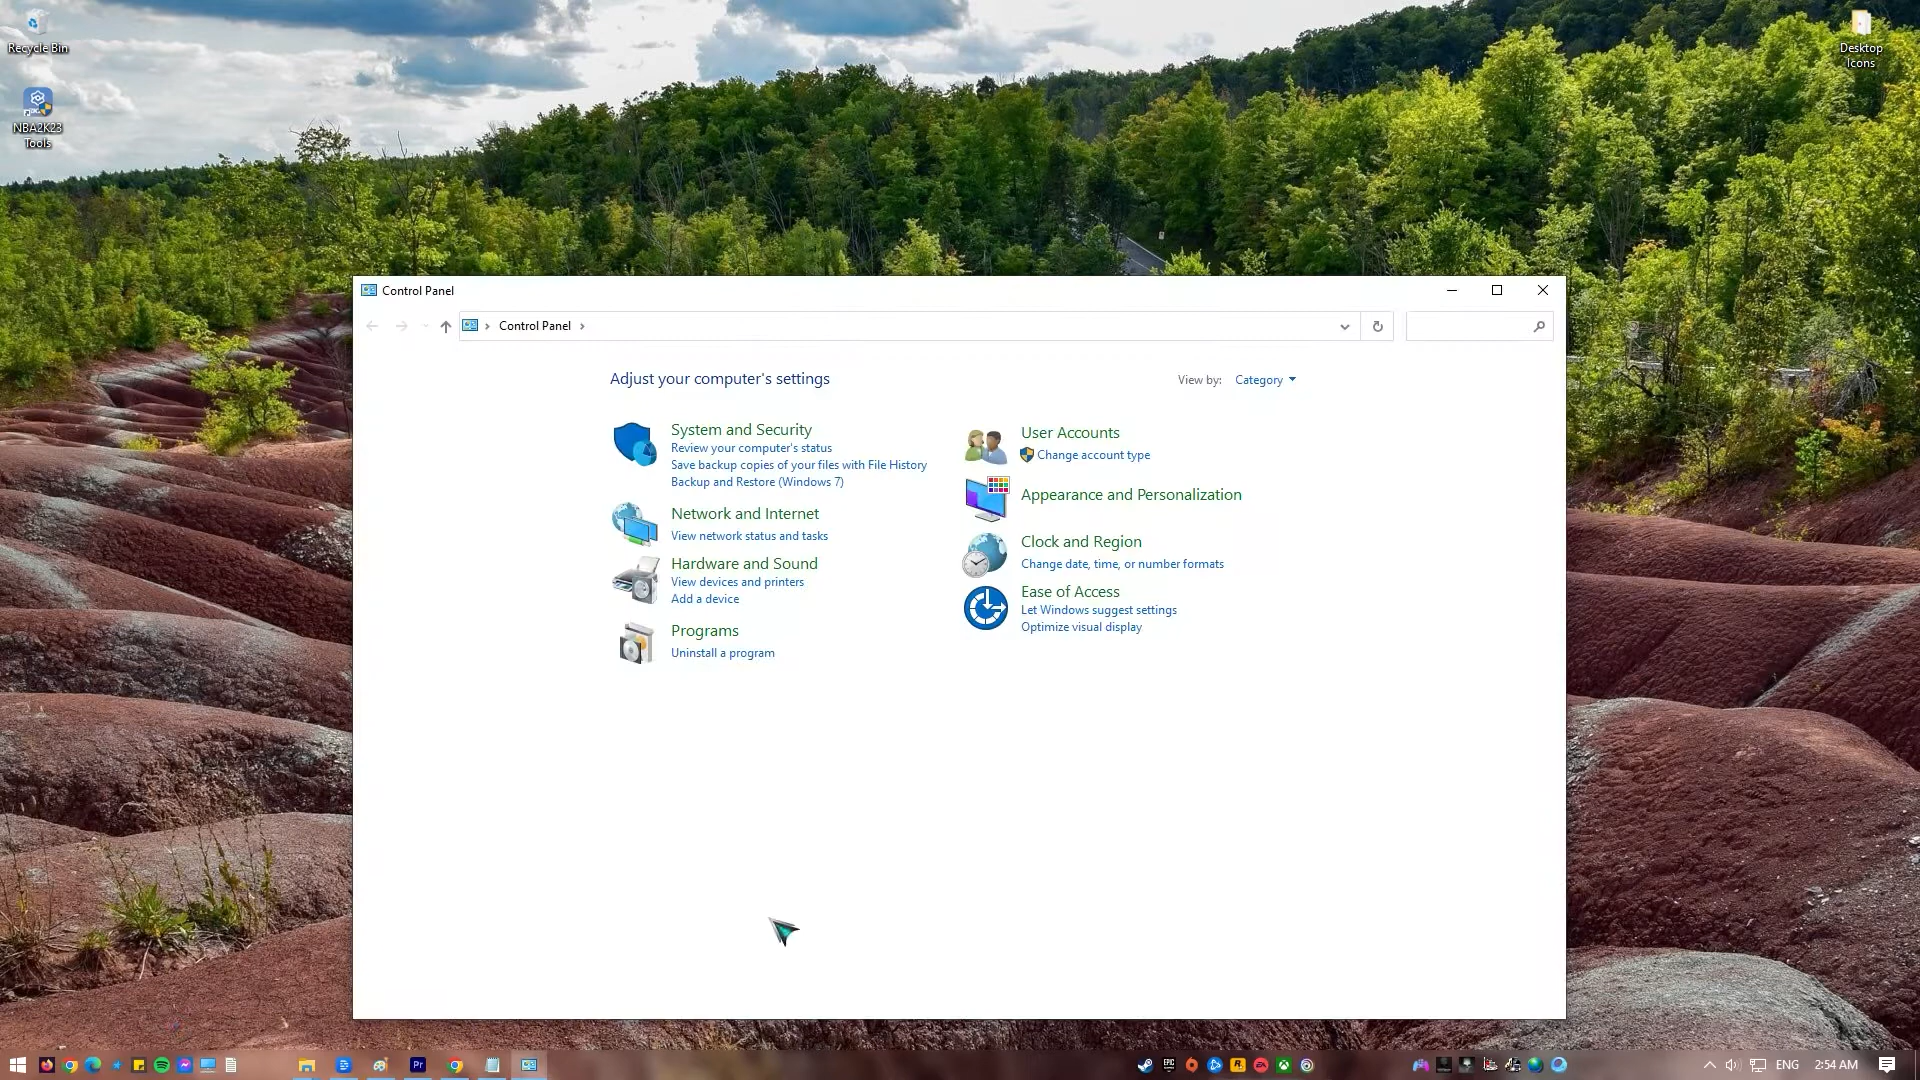 Recycle Bin
NBA2K23
Tools
Desktop
Icons
Control Panel
Control Panel
Adjust your computer's settings
View by: Category
System and Security
Review your computer's status
Save backup copies of your files with File History
Backup and Restore (Windows 7)
Network and Internet
View network status and tasks
Hardware and Sound
View devices and printers
Add a device
Programs
Uninstall a program
User Accounts
Change account type
Appearance and Personalization
Clock and Region
Change date, time, or number formats
Ease of Access
Let Windows suggest settings
Optimize visual display
Pr
EPIC
EA
ENG
2:54 AM